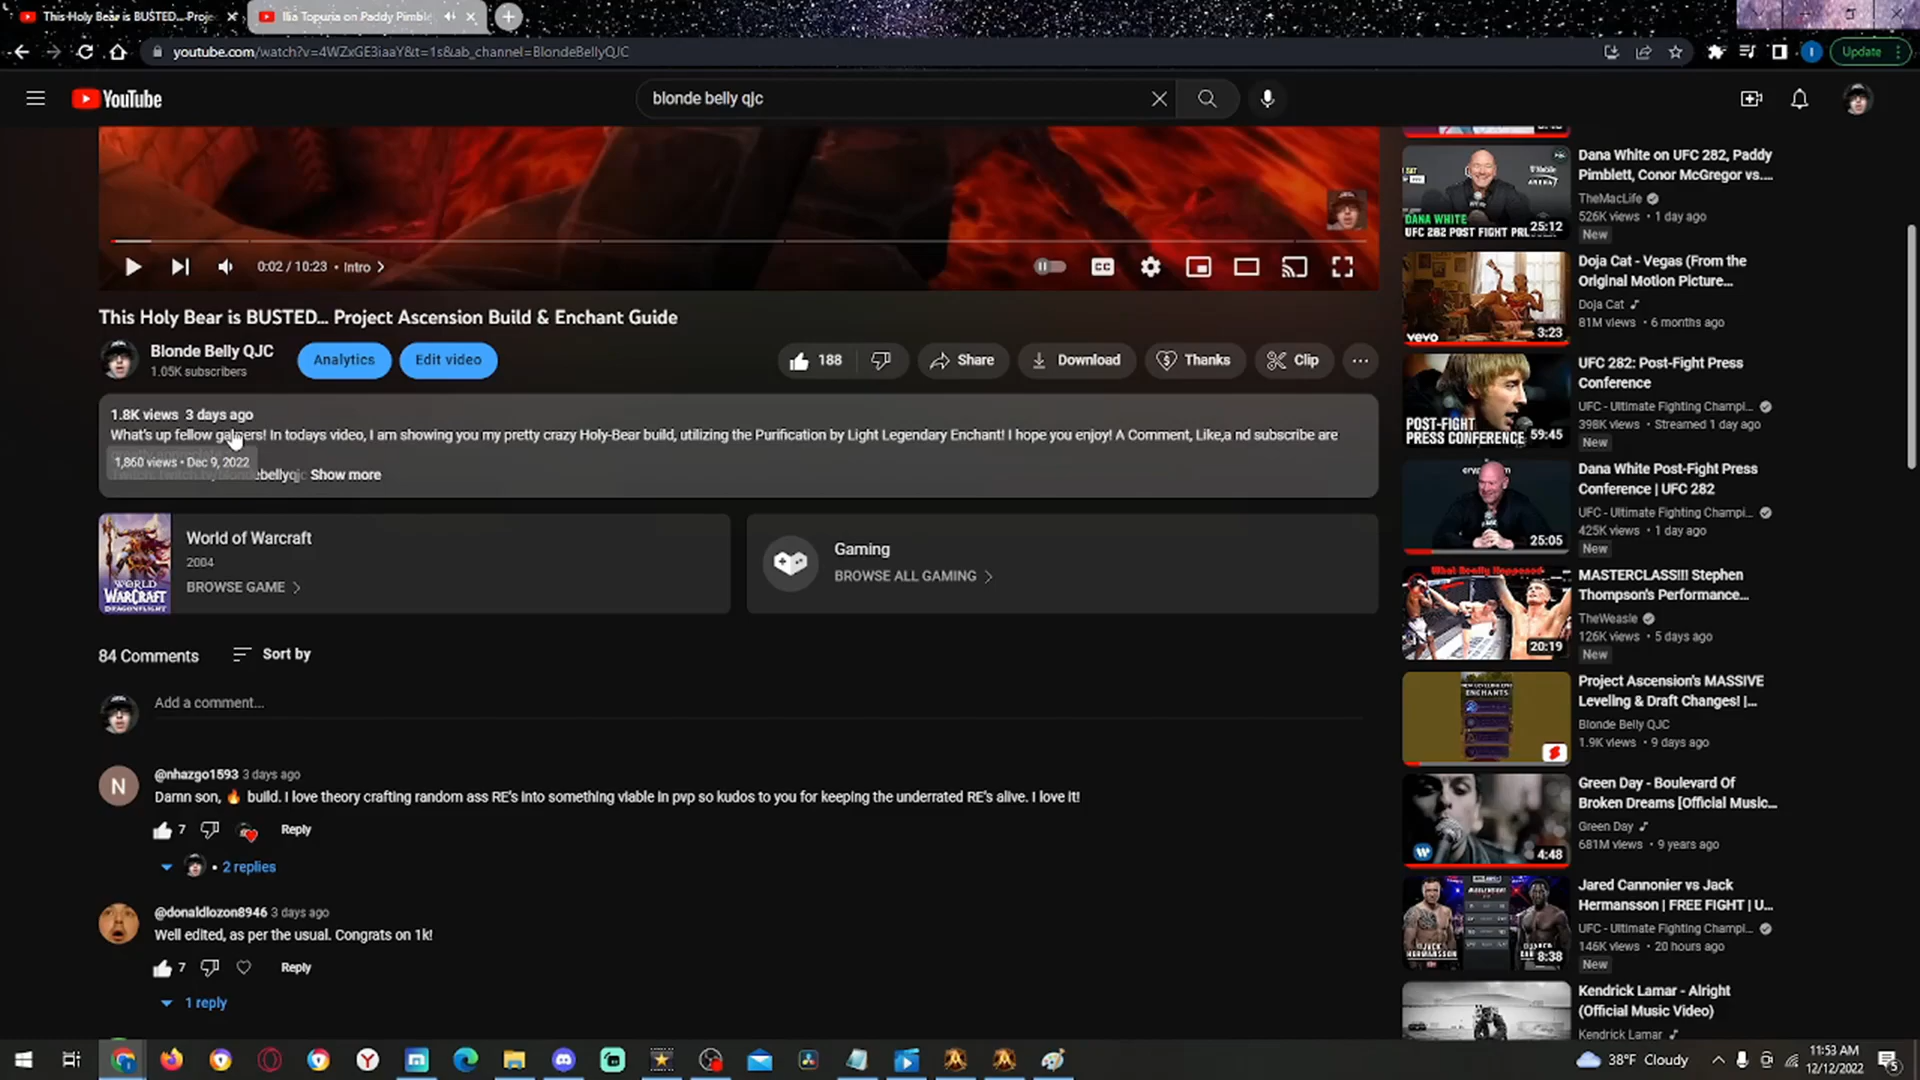 This Holy Bear is BUSTED... Proje
Ilia Topuria on Paddy Pimble
youtube.com/watch?v=4WZxGE3iaaY&t=1s&ab_channel=BlondeBellyQJC
Update
YouTube
blonde belly qjc
0:02 / 10:23 • Intro
CC
This Holy Bear is BUSTED... Project Ascension Build & Enchant Guide
Blonde Belly QJC
1.05K subscribers
Analytics
Edit video
188
Share
Download
Thanks
Clip
1.8K views 3 days ago
What's up fellow gamers! In todays video, I am showing you my pretty crazy Holy-Bear build, utilizing the Purification by Light Legendary Enchant! I hope you enjoy! A Comment, Like,a nd subscribe are
1,860 views • Dec 9, 2022
ebellyqjc Show more
World of Warcraft
2004
BROWSE GAME
WORLD WARCRAFT
DRAGONFLIGHT
Gaming
BROWSE ALL GAMING
84 Comments
Sort by
Add a comment...
N
@nhazgo1593 3 days ago
Damn son, 🔥 build. I love theory crafting random ass RE's into something viable in pvp so kudos to you for keeping the underrated RE's alive. I love it!
7
Reply
2 replies
@donaldlozon8946 3 days ago
Well edited, as per the usual. Congrats on 1k!
7
Reply
1 reply
Dana White on UFC 282, Paddy
Pimblett, Conor McGregor vs....
TheMacLife
526K views • 1 day ago
New
DANA WHITE
25:12
Doja Cat - Vegas (From the
Original Motion Picture...
Doja Cat
81M views • 6 months ago
vevo
3:23
UFC 282: Post-Fight Press
Conference
UFC - Ultimate Fighting Champi...
398K views • Streamed 1 day ago
New
POST-FIGHT
PRESS CONFERENCE
59:45
Dana White Post-Fight Press
Conference | UFC 282
UFC - Ultimate Fighting Champi...
425K views • 1 day ago
New
25:05
MASTERCLASS!!! Stephen
Thompson's Performance...
TheWeasle
126K views • 5 days ago
New
What Really Happened
20:19
Project Ascension's MASSIVE
Leveling & Draft Changes! |...
Blonde Belly QJC
1.9K views • 9 days ago
ENCHANTS
Green Day - Boulevard Of
Broken Dreams [Official Music...
Green Day
681M views • 9 years ago
4:48
Jared Cannonier vs Jack
Hermansson | FREE FIGHT | U...
UFC - Ultimate Fighting Champi...
146K views • 20 hours ago
New
8:38
Kendrick Lamar - Alright
(Official Music Video)
Kendrick Lamar
38°F Cloudy
11:53 AM
12/12/2022
5